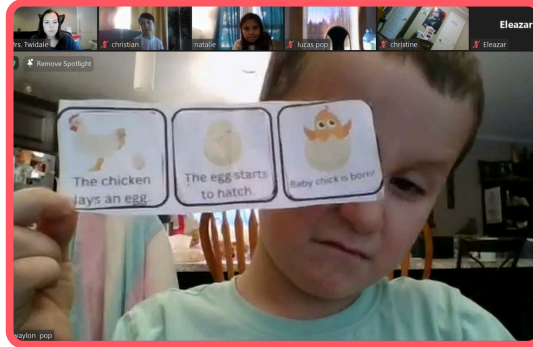 rs. Twidale
christian
natalie
lucas pop
christine
Eleazar
Eleazar
Remove Spotlight
The chicken
lays an egg.
The egg starts
to hatch.
Baby chick is born!
waylon pop